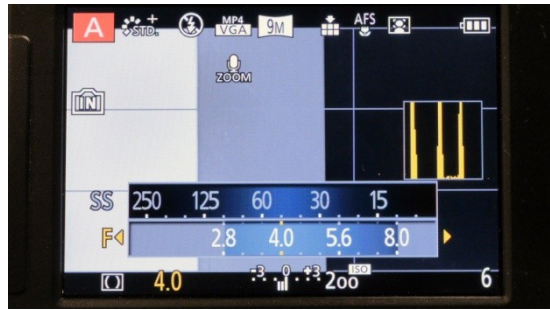 A STD. MP4 VGA 9M AFS
ZOOM
IN
SS 250 125 60 30 15
F 2.8 4.0 5.6 8.0
4.0 -3 0 +3 ISO 200 6